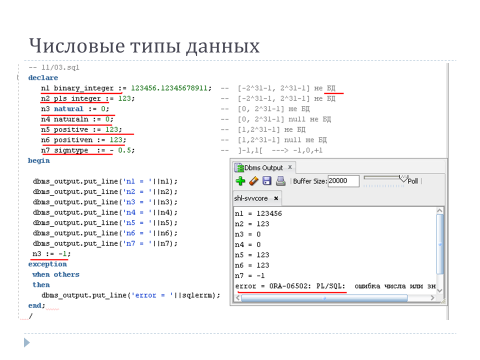 Числовые типы данных
-- 11/03.sql
declare
n1 binary_integer := 123456.12345678911; -- [-2^31-1, 2^31-1] не БД
n2 pls_integer := 123; -- [-2^31-1, 2^31-1] не БД
n3 natural := 0; -- [0, 2^31-1] не БД
n4 naturaln := 0; -- [0, 2^31-1] null не БД
n5 positive := 123; -- [1,2^31-1] не БД
n6 positiven := 123; -- [1,2^31-1] null не БД
n7 signtype := - 0.5; -- ]-1,1[ ---> -1,0,+1
begin
dbms_output.put_line('n1 = '||n1);
dbms_output.put_line('n2 = '||n2);
dbms_output.put_line('n3 = '||n3);
dbms_output.put_line('n4 = '||n4);
dbms_output.put_line('n5 = '||n5);
dbms_output.put_line('n6 = '||n6);
dbms_output.put_line('n7 = '||n7);
n3 := -1;
exception
when others
then
dbms_output.put_line('error = '||sqlerrm);
end;
/
Dbms Output x
Buffer Size: 20000 Poll
shl-svvcore x
n1 = 123456
n2 = 123
n3 = 0
n4 = 0
n5 = 123
n6 = 123
n7 = -1
error = ORA-06502: PL/SQL: ошибка числа или зн